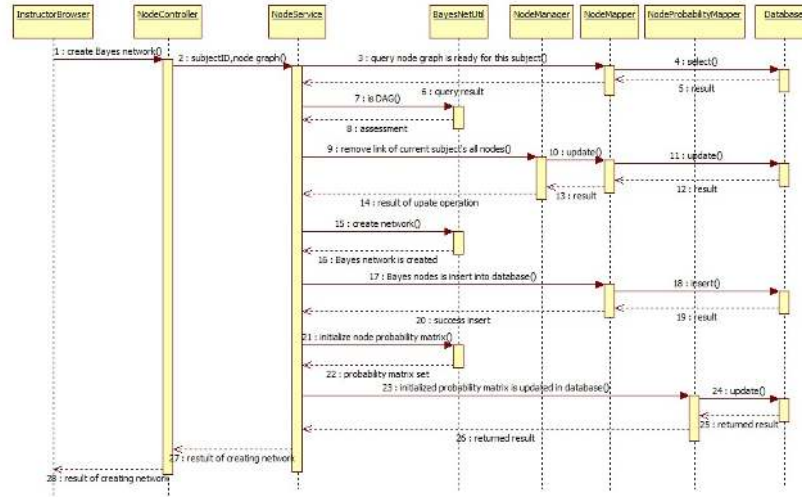 InstructorBrowser
NodeController
NodeService
BayesNetUtil
NodeManager
NodeMapper
NodeProbabilityMapper
Database
1 : create Bayes network()
2 : subjectID,node graph()
3 : query node graph is ready for this subject()
4 : select()
5 : result
6 : query result
7 : is DAG()
8 : assessment
9 : remove link of current subject's all nodes()
10 : update()
11 : update()
12 : result
13 : result
14 : result of upate operation
15 : create network()
16 : Bayes network is created
17 : Bayes nodes is insert into database()
18 : insert()
19 : result
20 : success insert
21 : initialize node probability matrix()
22 : probability matrix set
23 : initialized probability matrix is updated in database()
24 : update()
25 : returned result
26 : returned result
27 : restult of creating network
28 : result of creating network